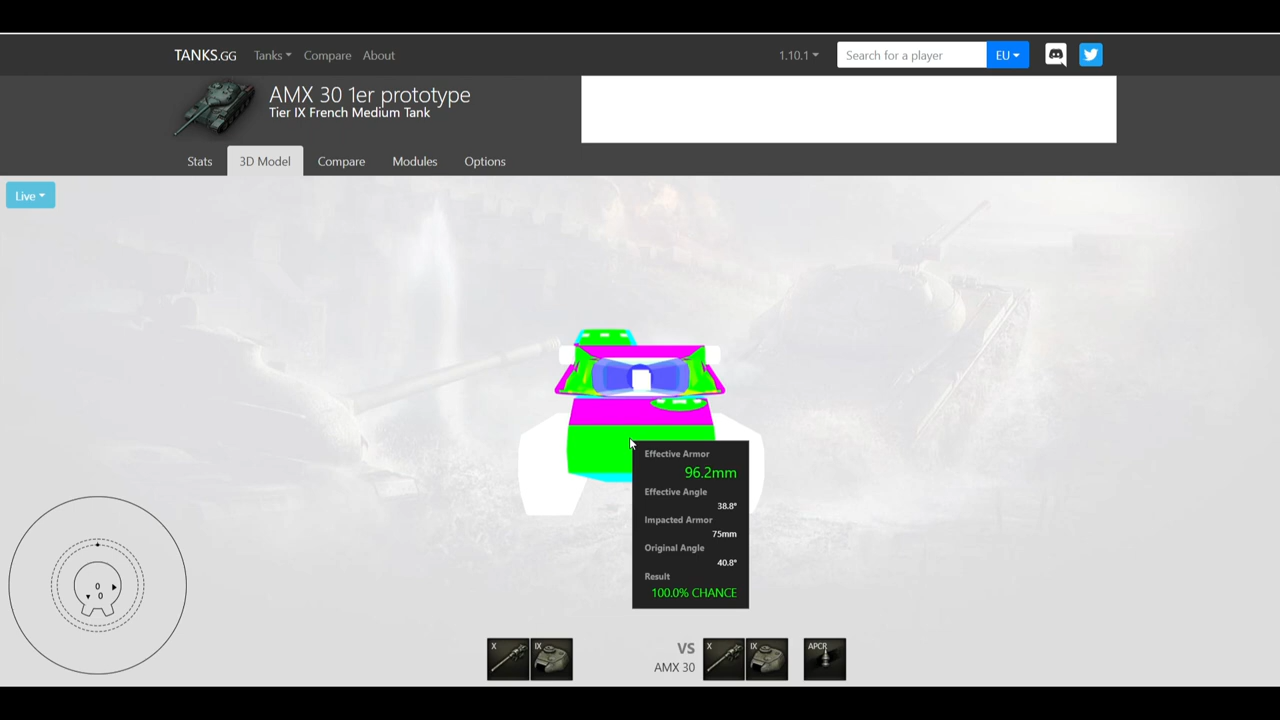 TANKS.GG Tanks Compare About 1.10.1 Search for a player EU
AMX 30 1er prototype
Tier IX French Medium Tank
Stats 3D Model Compare Modules Options
Live
Effective Armor
96.2mm
Effective Angle
38.8°
Impacted Armor
75mm
Original Angle
40.8°
Result
100.0% CHANCE
0
0
X IX VS X IX APCR
AMX 30